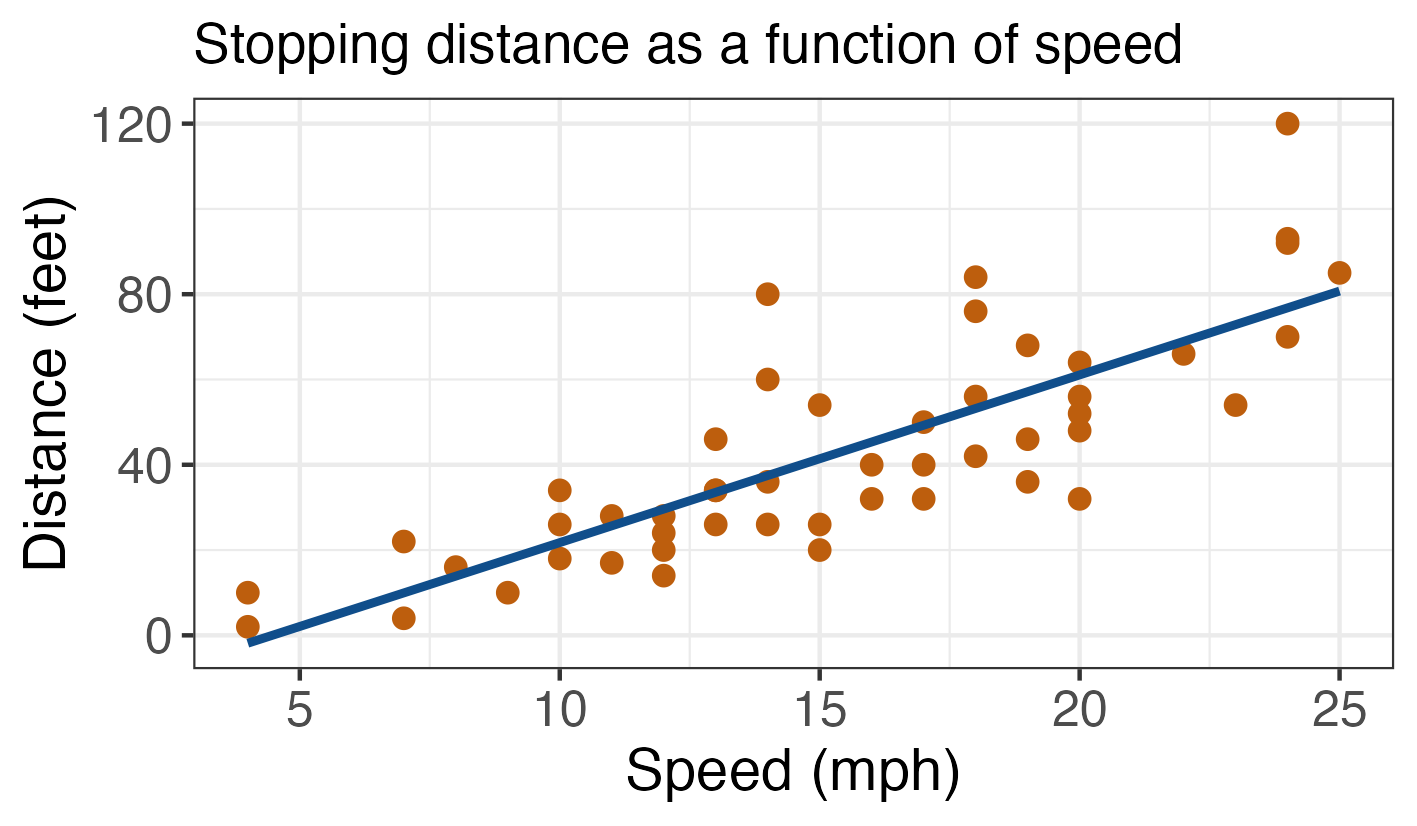 Stopping distance as a function of speed
Distance (feet)
120
80
40
0
5 10 15 20 25
Speed (mph)